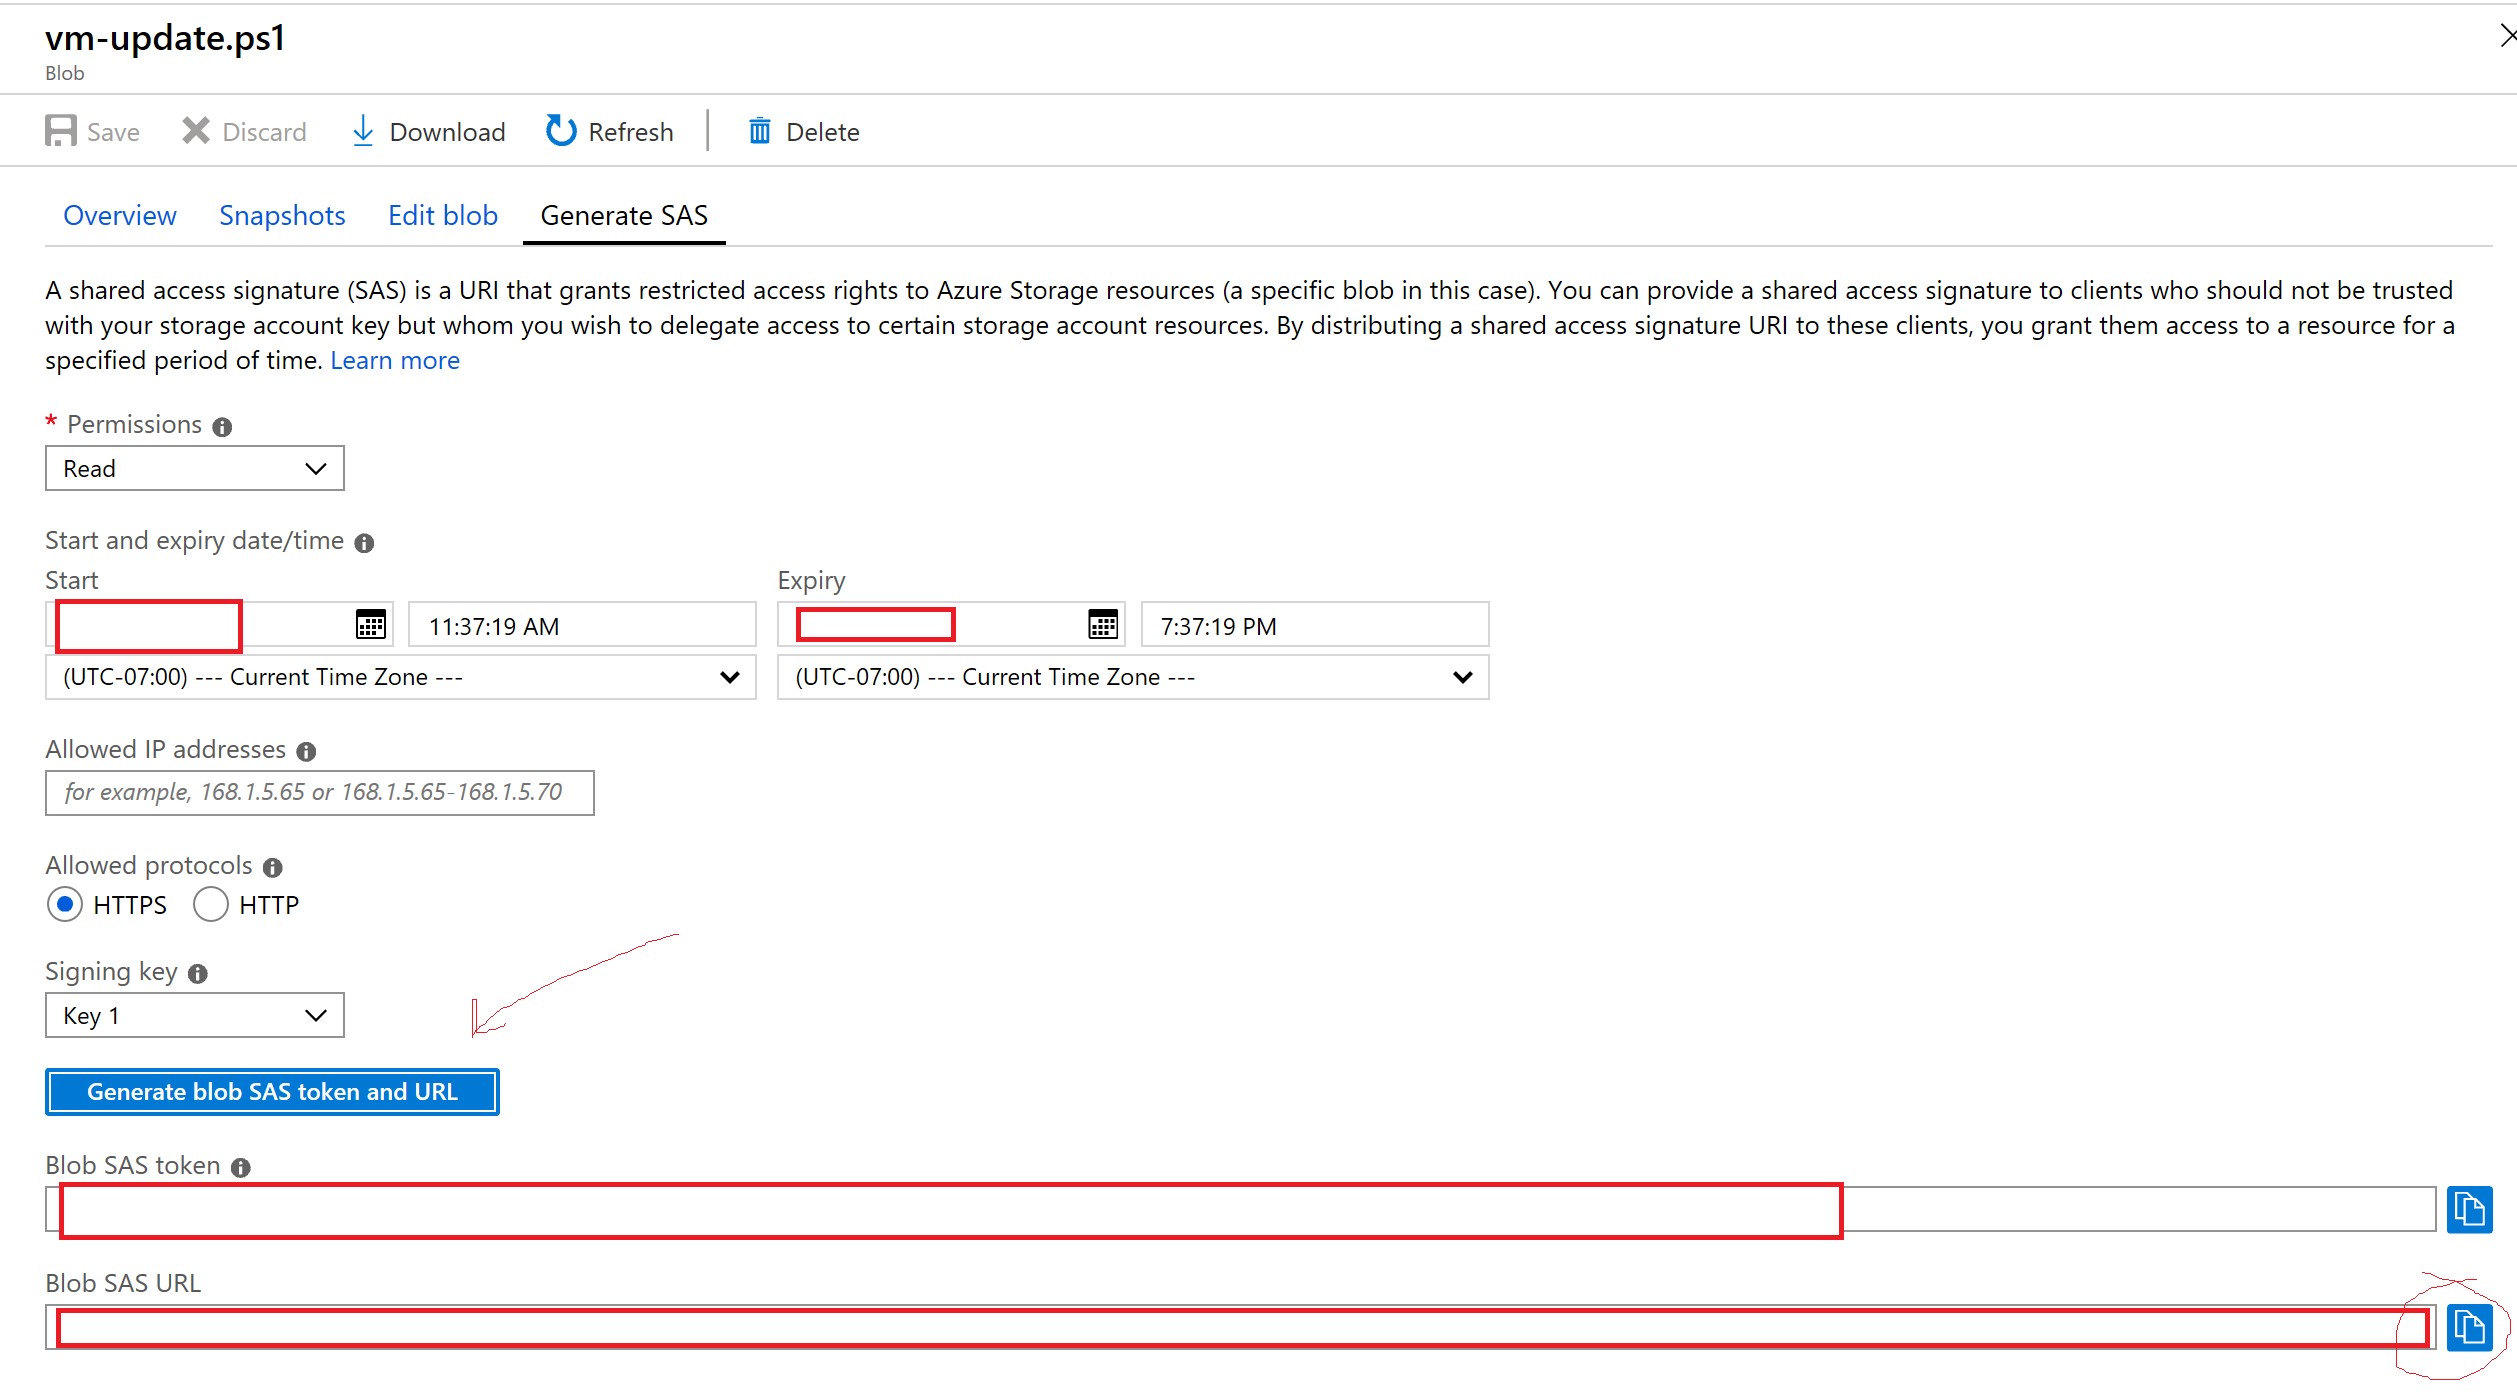 vm-update.ps1
Blob
Save Discard Download Refresh Delete
Overview Snapshots Edit blob Generate SAS
A shared access signature (SAS) is a URI that grants restricted access rights to Azure Storage resources (a specific blob in this case). You can provide a shared access signature to clients who should not be trusted
with your storage account key but whom you wish to delegate access to certain storage account resources. By distributing a shared access signature URI to these clients, you grant them access to a resource for a
specified period of time. Learn more
* Permissions
Read
Start and expiry date/time
Start Expiry
11:37:19 AM 7:37:19 PM
(UTC-07:00) --- Current Time Zone --- (UTC-07:00) --- Current Time Zone ---
Allowed IP addresses
for example, 168.1.5.65 or 168.1.5.65-168.1.5.70
Allowed protocols
HTTPS HTTP
Signing key
Key 1
Generate blob SAS token and URL
Blob SAS token
Blob SAS URL